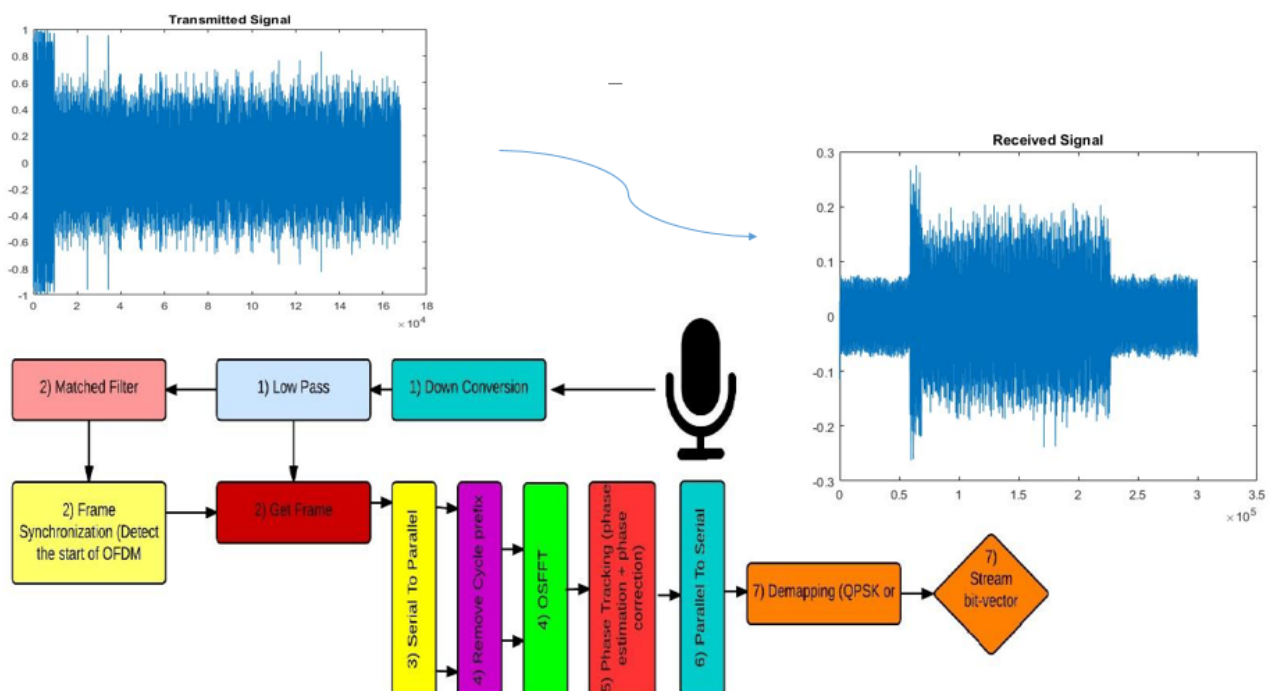 Transmitted Signal
1
0.8
0.6
0.4
0.2
0
-0.2
-0.4
-0.6
-0.8
-1
0 2 4 6 8 10 12 14 16 18
×10^4
Received Signal
0.3
0.2
0.1
0
-0.1
-0.2
-0.3
0 0.5 1 1.5 2 2.5 3 3.5
×10^5
2) Matched Filter
1) Low Pass
1) Down Conversion
2) Frame
Synchronization (Detect
the start of OFDM
2) Get Frame
3) Serial To Parallel
4) Remove Cycle prefix
4) OSFFT
5) Phase Tracking (phase
estimation + phase
correction)
6) Parallel To Serial
7) Demapping (QPSK or
7)
Stream
bit-vector